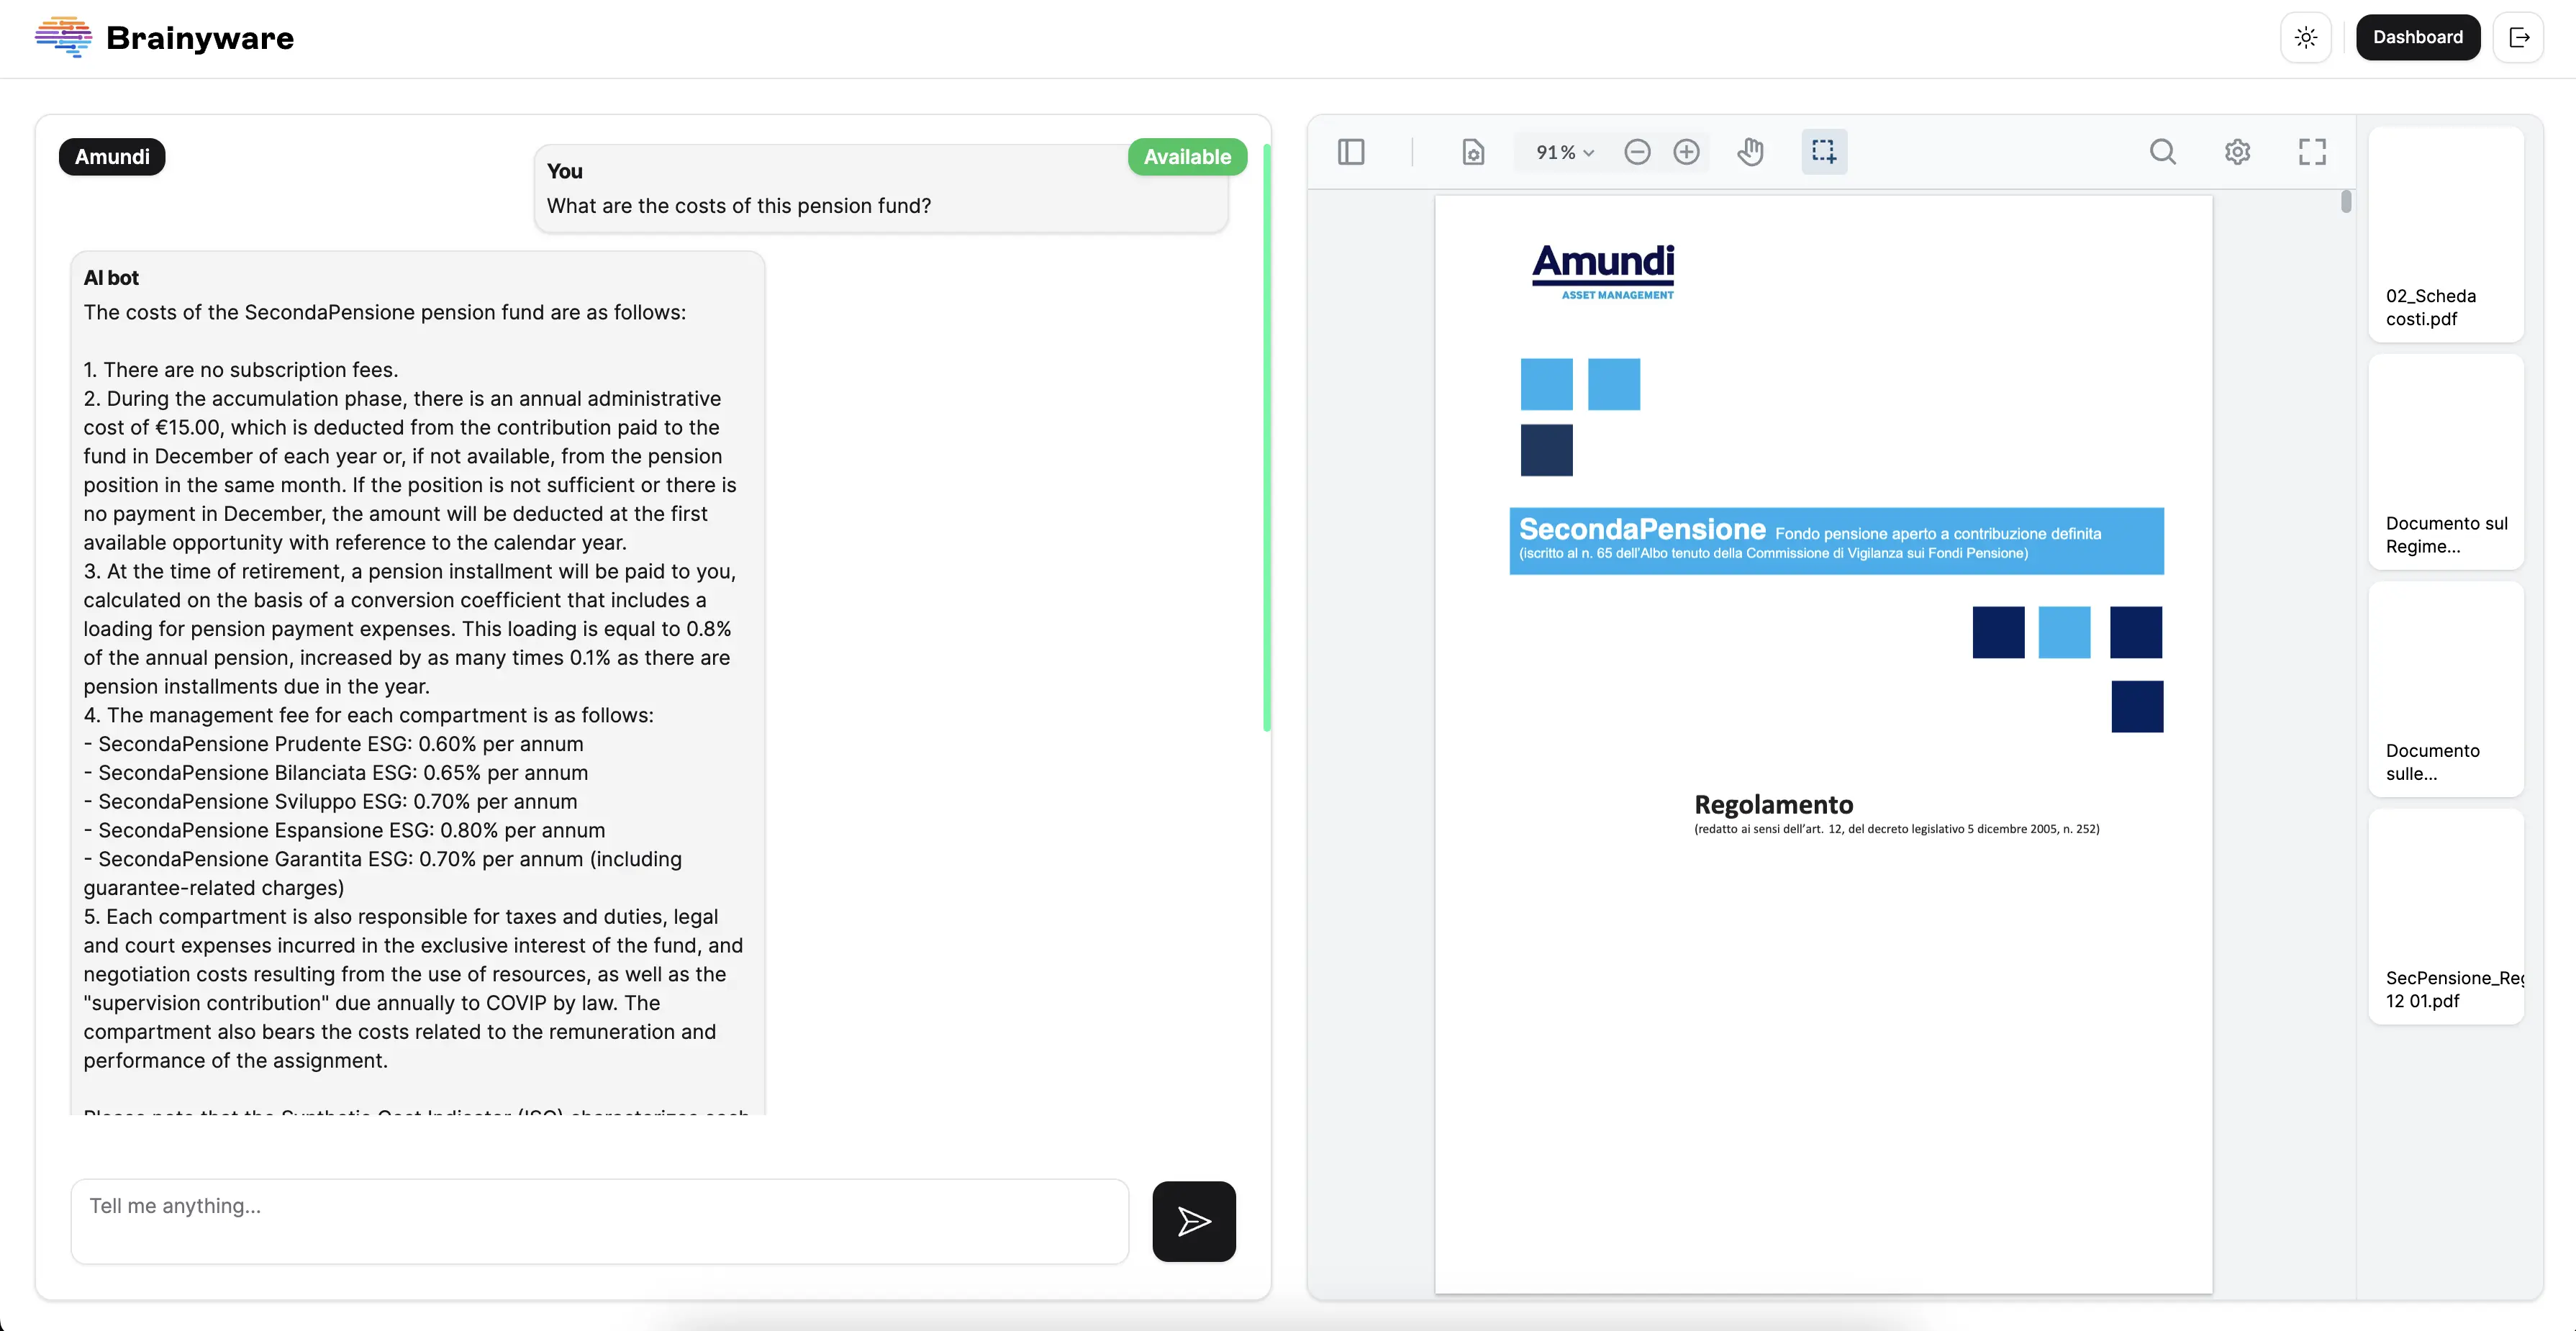 Brainyware
Dashboard
Amundi
Available
You
What are the costs of this pension fund?
AI bot
The costs of the SecondaPensione pension fund are as follows:
1. There are no subscription fees.
2. During the accumulation phase, there is an annual administrative
cost of €15.00, which is deducted from the contribution paid to the
fund in December of each year or, if not available, from the pension
position in the same month. If the position is not sufficient or there is
no payment in December, the amount will be deducted at the first
available opportunity with reference to the calendar year.
3. At the time of retirement, a pension installment will be paid to you,
calculated on the basis of a conversion coefficient that includes a
loading for pension payment expenses. This loading is equal to 0.8%
of the annual pension, increased by as many times 0.1% as there are
pension installments due in the year.
4. The management fee for each compartment is as follows:
- SecondaPensione Prudente ESG: 0.60% per annum
- SecondaPensione Bilanciata ESG: 0.65% per annum
- SecondaPensione Sviluppo ESG: 0.70% per annum
- SecondaPensione Espansione ESG: 0.80% per annum
- SecondaPensione Garantita ESG: 0.70% per annum (including
guarantee-related charges)
5. Each compartment is also responsible for taxes and duties, legal
and court expenses incurred in the exclusive interest of the fund, and
negotiation costs resulting from the use of resources, as well as the
"supervision contribution" due annually to COVIP by law. The
compartment also bears the costs related to the remuneration and
performance of the assignment.
Please note that the Synthetic Cost Indicator (ISC) characterizes each
Tell me anything...
91%
Amundi
ASSET MANAGEMENT
SecondaPensione Fondo pensione aperto a contribuzione definita
(iscritto al n. 65 dell'Albo tenuto della Commissione di Vigilanza sui Fondi Pensione)
Regolamento
(redatto ai sensi dell'art. 12, del decreto legislativo 5 dicembre 2005, n. 252)
02_Scheda
costi.pdf
Documento sul
Regime...
Documento
sulle...
SecPensione_Reg
12 01.pdf